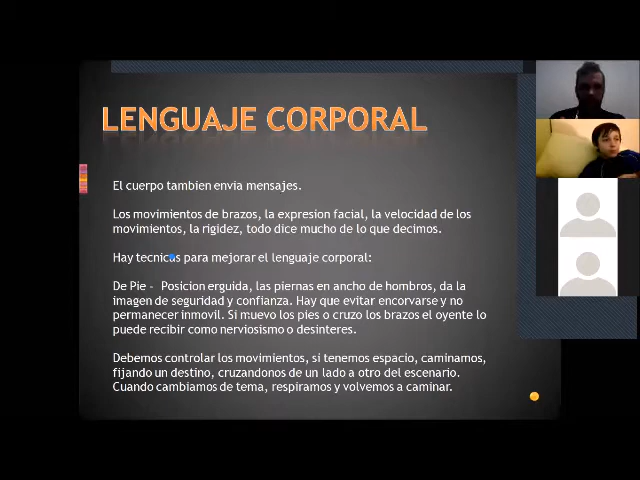 LENGUAJE CORPORAL
El cuerpo tambien envia mensajes.
Los movimientos de brazos, la expresion facial, la velocidad de los
movimientos, la rigidez, todo dice mucho de lo que decimos.
Hay tecnicas para mejorar el lenguaje corporal:
De Pie - Posicion erguida, las piernas en ancho de hombros, da la
imagen de seguridad y confianza. Hay que evitar encorvarse y no
permanecer inmovil. Si muevo los pies o cruzo los brazos el oyente lo
puede recibir como nerviosismo o desinteres.
Debemos controlar los movimientos, si tenemos espacio, caminamos,
fijando un destino, cruzandonos de un lado a otro del escenario.
Cuando cambiamos de tema, respiramos y volvemos a caminar.